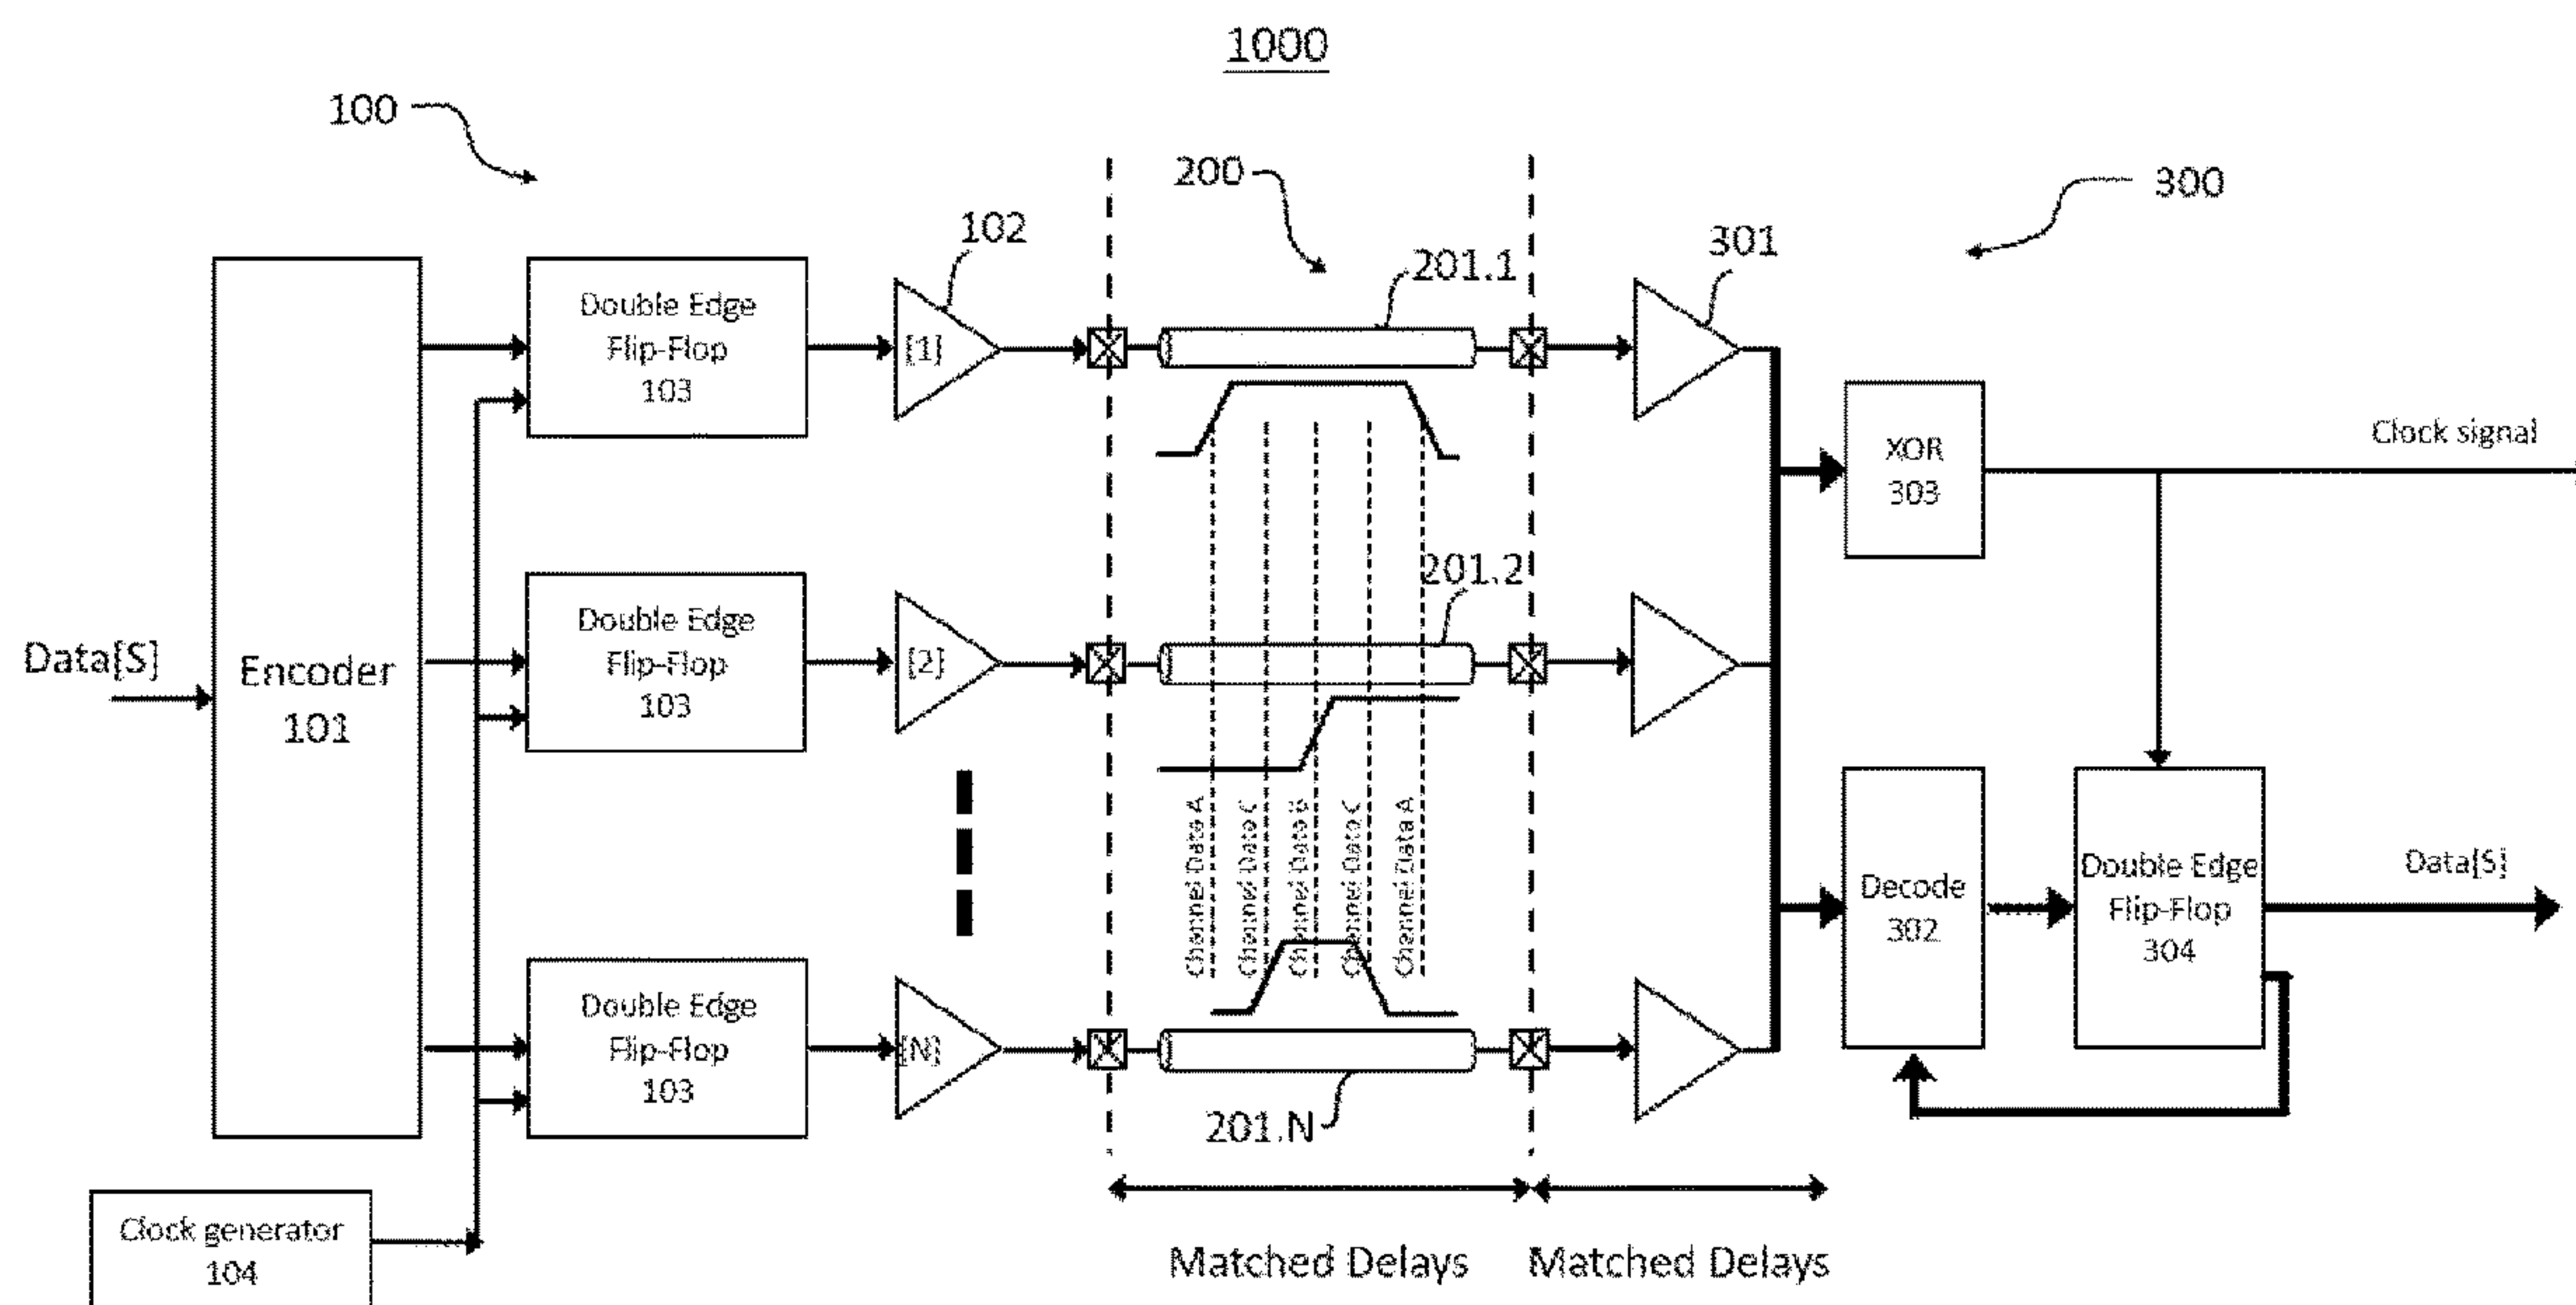 1000
100
200
300
102
301
201.1
Double Edge
Flip-Flop
103
[1]
XOR
303
Clock signal
201.2
Double Edge
Flip-Flop
103
[2]
Data[S]
Encoder
101
Channel Data A
Channel Data C
Channel Data B
Channel Data C
Channel Data A
Decode
302
Double Edge
Flip-Flop
304
Data[S]
Double Edge
Flip-Flop
103
[N]
201.N
Clock generator
104
Matched Delays
Matched Delays